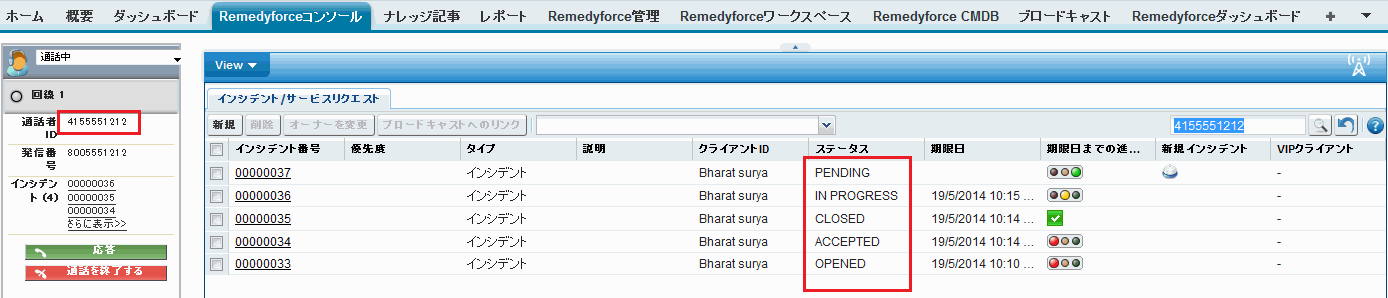 ホーム 概要 ダッシュボード Remedyforceコンソール ナレッジ記事 レポート Remedyforce管理 Remedyforceワークスペース Remedyforce CMDB ブロードキャスト Remedyforceダッシュボード +
通話中
View
回線 1
インシデント/サービスリクエスト
通話者ID 4155551212
新規 削除 オーナーを変更 ブロードキャストへのリンク 4155551212
発信番号 8005551212
インシデント番号 優先度 タイプ 説明 クライアントID ステータス 期限日 期限日までの進... 新規インシデント VIPクライアント
00000037 インシデント Bharat surya PENDING -
00000036 インシデント Bharat surya IN PROGRESS 19/5/2014 10:15 ... -
00000035 インシデント Bharat surya CLOSED 19/5/2014 10:14 ... -
00000034 インシデント Bharat surya ACCEPTED 19/5/2014 10:14 ... -
00000033 インシデント Bharat surya OPENED 19/5/2014 10:10 ... -
インシデント (4) 00000036
00000035
00000034
さらに表示>>
応答
通話を終了する